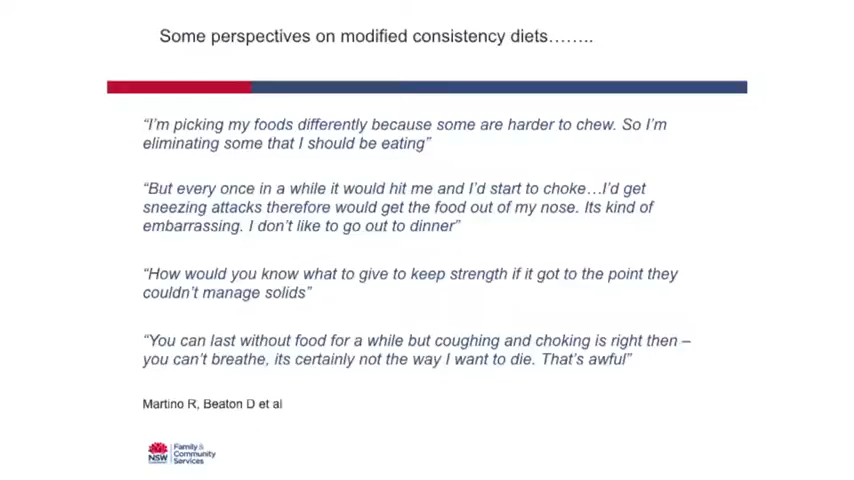 Some perspectives on modified consistency diets……..
“I’m picking my foods differently because some are harder to chew. So I’m
eliminating some that I should be eating”
“But every once in a while it would hit me and I’d start to choke…I’d get
sneezing attacks therefore would get the food out of my nose. Its kind of
embarrassing. I don’t like to go out to dinner”
“How would you know what to give to keep strength if it got to the point they
couldn’t manage solids”
“You can last without food for a while but coughing and choking is right then –
you can’t breathe, its certainly not the way I want to die. That’s awful”
Martino R, Beaton D et al
Family &
Community
Services
NSW